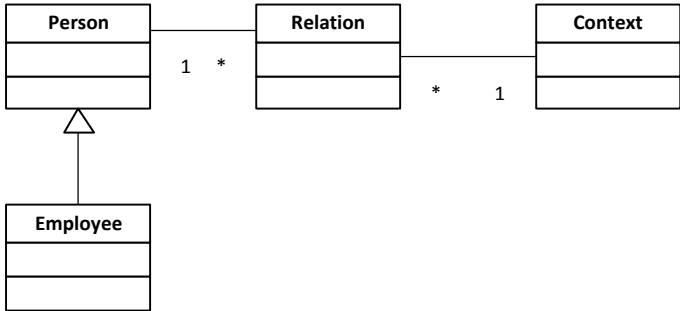 Person
Relation
Context
1 *
* 1
Employee